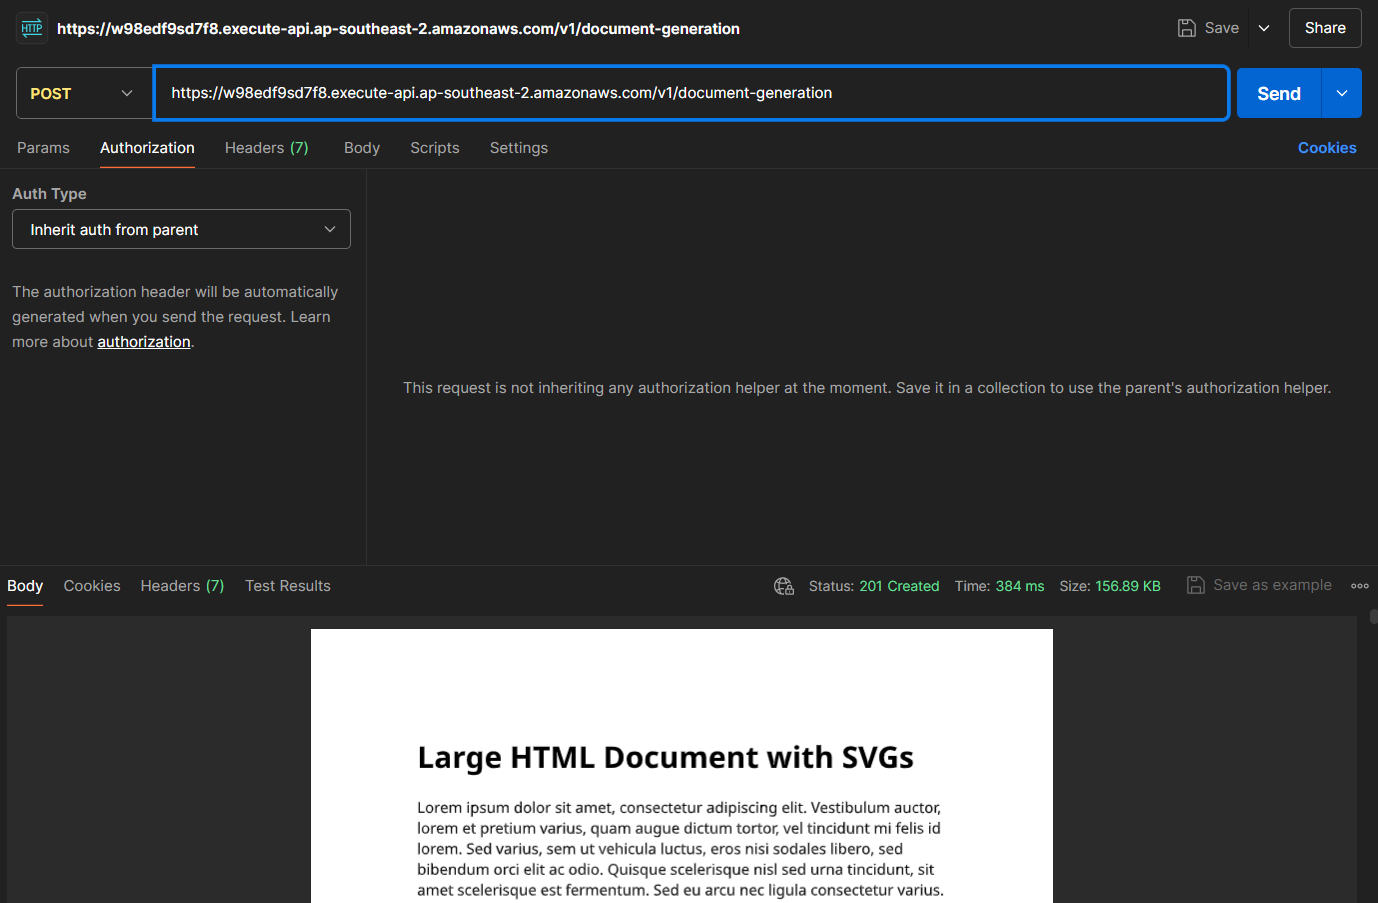 HTTP https://w98edf9sd7f8.execute-api.ap-southeast-2.amazonaws.com/v1/document-generation Save Share
POST https://w98edf9sd7f8.execute-api.ap-southeast-2.amazonaws.com/v1/document-generation Send
Params Authorization Headers (7) Body Scripts Settings Cookies
Auth Type
Inherit auth from parent
The authorization header will be automatically
generated when you send the request. Learn
more about authorization.
This request is not inheriting any authorization helper at the moment. Save it in a collection to use the parent's authorization helper.
Body Cookies Headers (7) Test Results Status: 201 Created Time: 384 ms Size: 156.89 KB Save as example
Large HTML Document with SVGs
Lorem ipsum dolor sit amet, consectetur adipiscing elit. Vestibulum auctor,
lorem et pretium varius, quam augue dictum tortor, vel tincidunt mi felis id
lorem. Sed varius, sem ut vehicula luctus, eros nisi sodales libero, sed
bibendum orci elit ac odio. Quisque scelerisque nisl sed urna tincidunt, sit
amet scelerisque est fermentum. Sed eu arcu nec ligula consectetur varius.